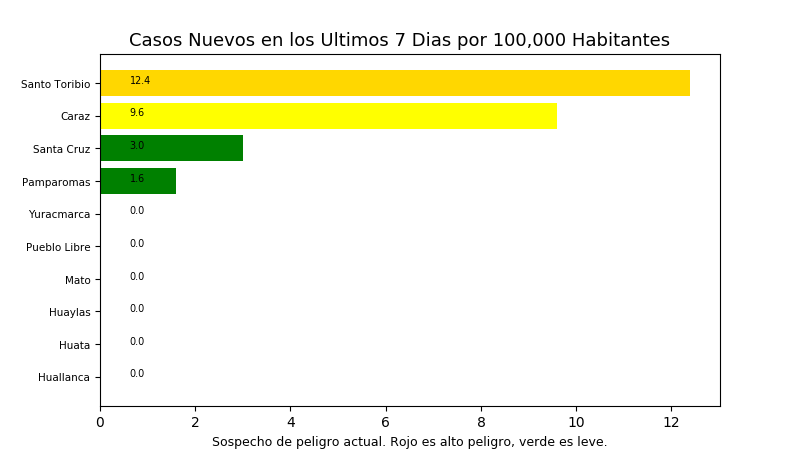 Casos Nuevos en los Ultimos 7 Dias por 100,000 Habitantes
Santo Toribio 12.4
Caraz 9.6
Santa Cruz 3.0
Pamparomas 1.6
Yuracmarca 0.0
Pueblo Libre 0.0
Mato 0.0
Huaylas 0.0
Huata 0.0
Huallanca 0.0
0 2 4 6 8 10 12
Sospecho de peligro actual. Rojo es alto peligro, verde es leve.